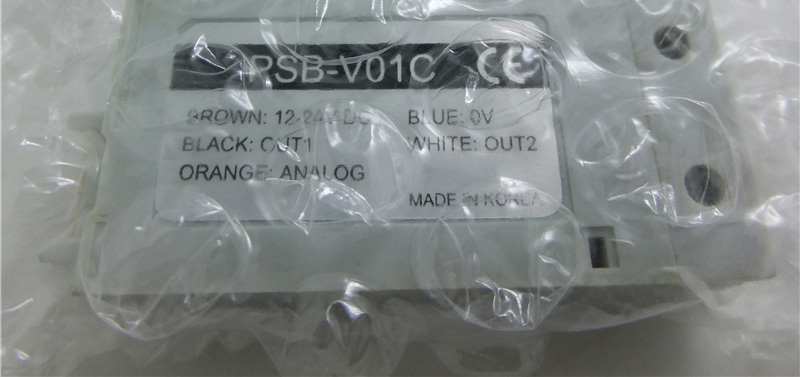 PSB-V01C CE
BROWN: 12-24V DC BLUE: 0V
BLACK: OUT1 WHITE: OUT2
ORANGE: ANALOG
MADE IN KOREA